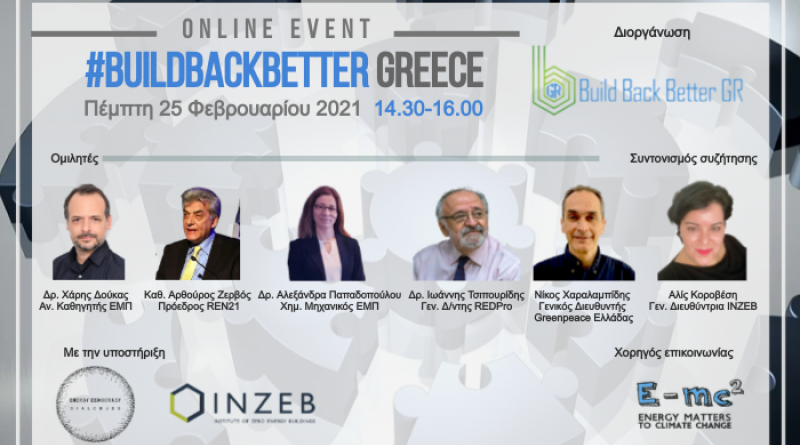 ONLINE EVENT
#BUILDBACKBETTER GREECE
Πέμπτη 25 Φεβρουαρίου 2021 14.30-16.00
Διοργάνωση
GR
Build Back Better GR
Ομιλητές
Συντονισμός συζήτησης
Δρ. Χάρης Δούκας
Αν. Καθηγητής ΕΜΠ
Καθ. Αρθούρος Ζερβός
Πρόεδρος REN21
Δρ. Αλεξάνδρα Παπαδοπούλου
Χημ. Μηχανικός ΕΜΠ
Δρ. Ιωάννης Τσιπουρίδης
Γεν. Δ/ντης REDPro
Νίκος Χαραλαμπίδης
Γενικός Διευθυντής
Greenpeace Ελλάδας
Αλίς Κοροβέση
Γεν. Διευθύντρια INZEB
Με την υποστήριξη
Χορηγός επικοινωνίας
ENERGY DEMOCRACY
DIALOGUES
INZEB
INSTITUTE OF ZERO ENERGY BUILDINGS
E-mc2
ENERGY MATTERS
TO CLIMATE CHANGE